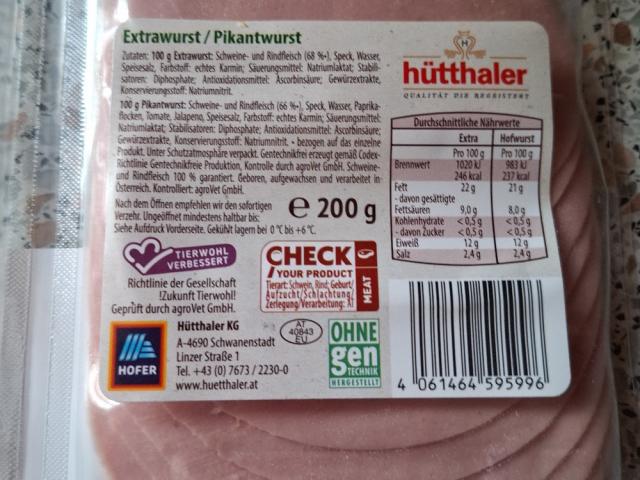 Extrawurst / Pikantwurst
Zutaten: 100 g Extrawurst: Schweine- und Rindfleisch (68 %•), Speck, Wasser,
Speisesalz, Farbstoff: echtes Karmin; Säuerungsmittel: Natriumlaktat; Stabili-
satoren: Diphosphate; Antioxidationsmittel: Ascorbinsäure; Gewürzextrakte,
Konservierungsstoff: Natriumnitrit.
100 g Pikantwurst: Schweine- und Rindfleisch (66 %•), Speck, Wasser, Paprika-
flocken, Tomate, Jalapeno, Speisesalz, Farbstoff: echtes Karmin; Säuerungsmittel:
Natriumlaktat; Stabilisatoren: Diphosphate; Antioxidationsmittel: Ascorbinsäure;
Gewürzextrakte, Konservierungsstoff: Natriumnitrit. • bezogen auf das einzelne
Produkt. Unter Schutzatmosphäre verpackt. Gentechnikfrei erzeugt gemäß Codex-
Richtlinie Gentechnikfreie Produktion, Kontrolle durch agroVet GmbH. Schweine-
und Rindfleisch 100 % garantiert. Geboren, aufgewachsen und verarbeitet in
Österreich. Kontrolliert: agroVet GmbH.
Nach dem Öffnen empfehlen wir den sofortigen
Verzehr. Ungeöffnet mindestens haltbar bis:
Siehe Aufdruck Vorderseite. Gekühlt lagern bei 0 °C bis +6 °C.
e 200 g
H
hütthaler
QUALITÄT DIE BEGEISTERT
Durchschnittliche Nährwerte
Extra Hofwurst
Pro 100 g Pro 100 g
Brennwert 1020 kJ 983 kJ
246 kcal 237 kcal
Fett 22 g 21 g
- davon gesättigte
Fettsäuren 9,0 g 8,0 g
Kohlenhydrate < 0,5 g < 0,5 g
- davon Zucker < 0,5 g < 0,5 g
Eiweiß 12 g 12 g
Salz 2,4 g 2,4 g
TIERWOHL
VERBESSERT
Richtlinie der Gesellschaft
!Zukunft Tierwohl!
Geprüft durch agroVet GmbH.
CHECK
YOUR PRODUCT
Tierart: Schwein, Rind; Geburt/
Aufzucht/Schlachtung/
Zerlegung/Verarbeitung: AT
MEAT
HOFER
Hütthaler KG
A-4690 Schwanenstadt
Linzer Straße 1
Tel. +43 (0) 7673 / 2230-0
www.huetthaler.at
AT
40843
EU
OHNE
gen
TECHNIK
HERGESTELLT
4 061464 595996